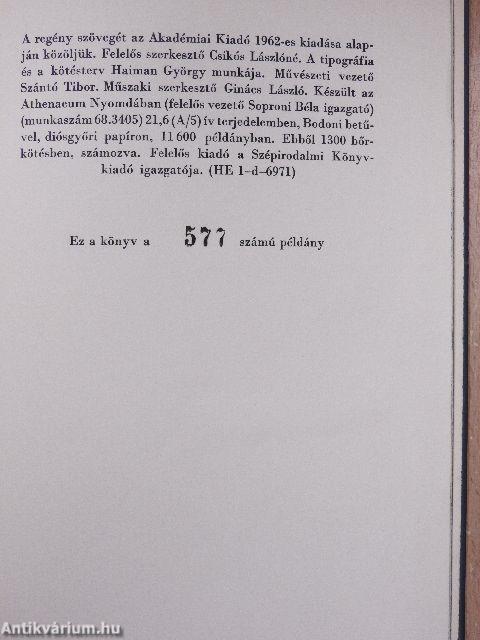 A regény szövegét az Akadémiai Kiadó 1962-es kiadása alap-
ján közöljük. Felelős szerkesztő Csikós Lászlóné. A tipográfia
és a kötésterv Haiman György munkája. Művészeti vezető
Szántó Tibor. Műszaki szerkesztő Ginács László. Készült az
Athenaeum Nyomdában (felelős vezető Soproni Béla igazgató)
(munkaszám 68.3405) 21,6 (A/5) ív terjedelemben, Bodoni betű-
vel, diósgyőri papíron, 11 600 példányban. Ebből 1300 bőr-
kötésben, számozva. Felelős kiadó a Szépirodalmi Könyv-
kiadó igazgatója. (HE 1-d-6971)
Ez a könyv a 577 számú példány
Antikvárium.hu